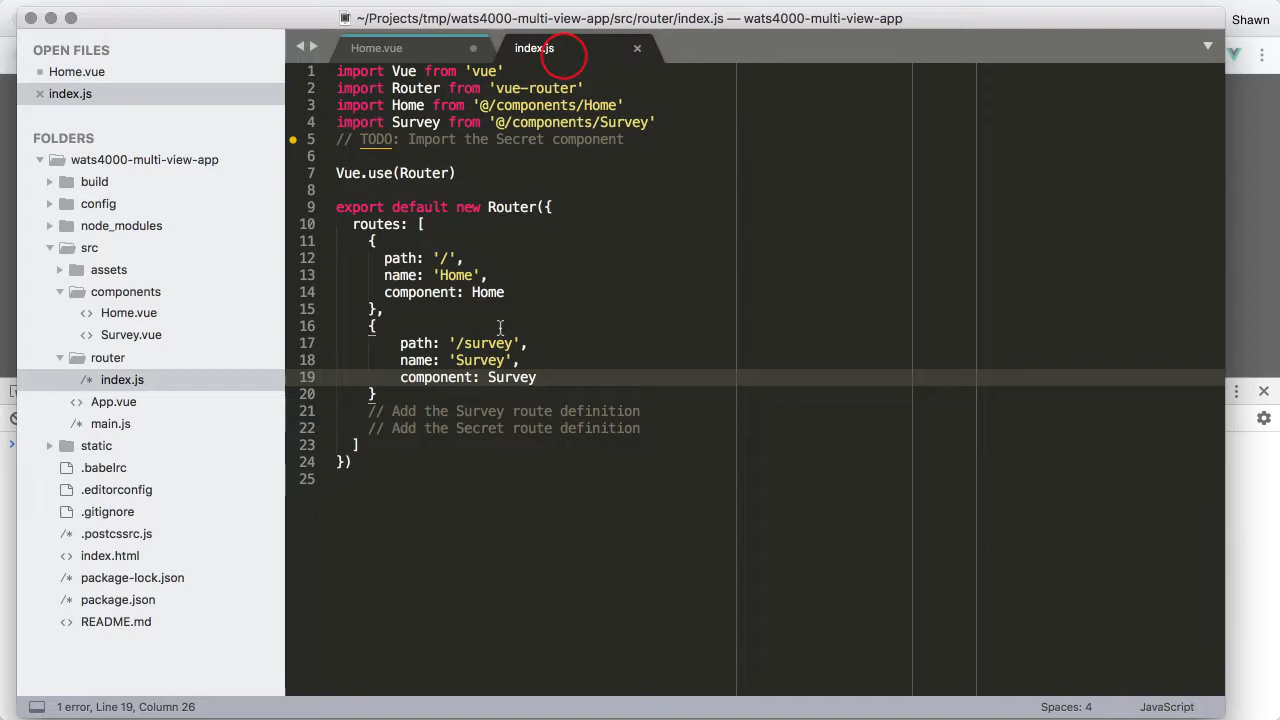 ~/Projects/tmp/wats4000-multi-view-app/src/router/index.js — wats4000-multi-view-app
Shawn
OPEN FILES
Home.vue
index.js
FOLDERS
wats4000-multi-view-app
build
config
node_modules
src
assets
components
Home.vue
Survey.vue
router
/* index.js
App.vue
/* main.js
static
.babelrc
.editorconfig
.gitignore
/* .postcssrc.js
<> index.html
package-lock.json
package.json
README.md
Home.vue
index.js
1 import Vue from 'vue'
2 import Router from 'vue-router'
3 import Home from '@/components/Home'
4 import Survey from '@/components/Survey'
5 // TODO: Import the Secret component
6
7 Vue.use(Router)
8
9 export default new Router({
10 routes: [
11 {
12 path: '/',
13 name: 'Home',
14 component: Home
15 },
16 {
17 path: '/survey',
18 name: 'Survey',
19 component: Survey
20 }
21 // Add the Survey route definition
22 // Add the Secret route definition
23 ]
24 })
25
1 error, Line 19, Column 26
Spaces: 4
JavaScript